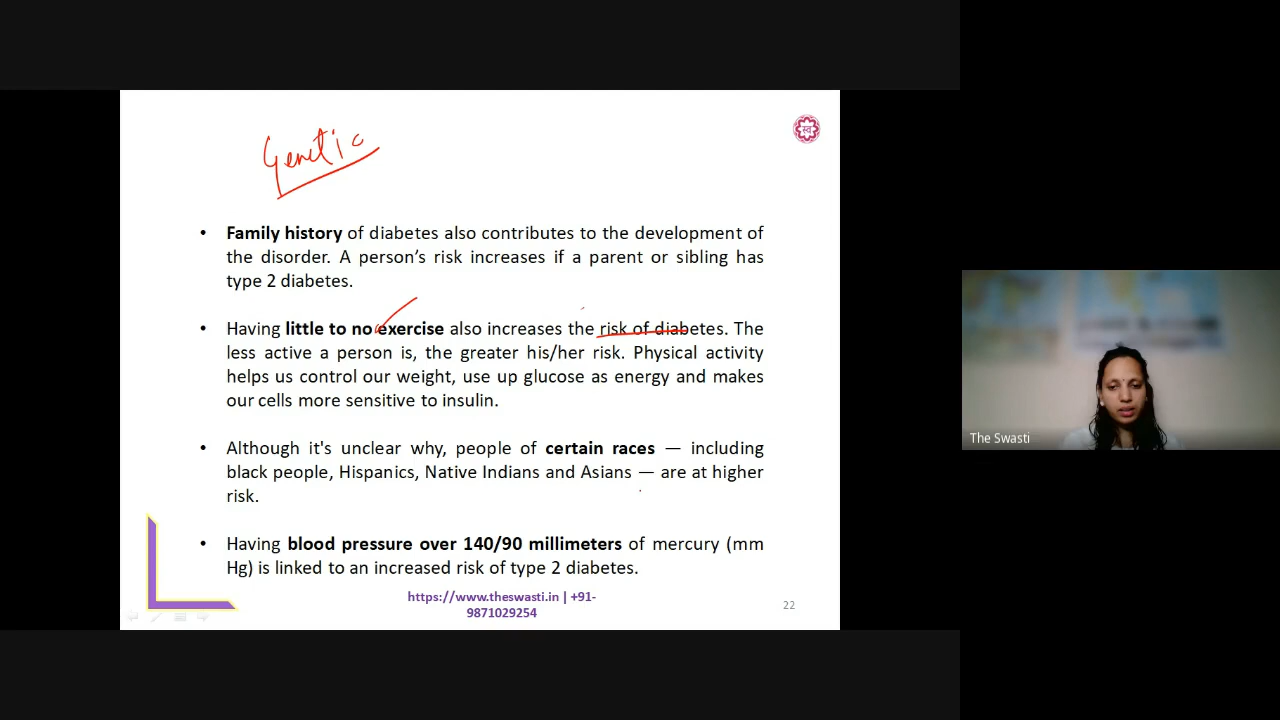 Genetic
• Family history of diabetes also contributes to the development of
the disorder. A person’s risk increases if a parent or sibling has
type 2 diabetes.
• Having little to no exercise also increases the risk of diabetes. The
less active a person is, the greater his/her risk. Physical activity
helps us control our weight, use up glucose as energy and makes
our cells more sensitive to insulin.
• Although it's unclear why, people of certain races — including
black people, Hispanics, Native Indians and Asians — are at higher
risk.
• Having blood pressure over 140/90 millimeters of mercury (mm
Hg) is linked to an increased risk of type 2 diabetes.
https://www.theswasti.in | +91-
9871029254
22
The Swasti